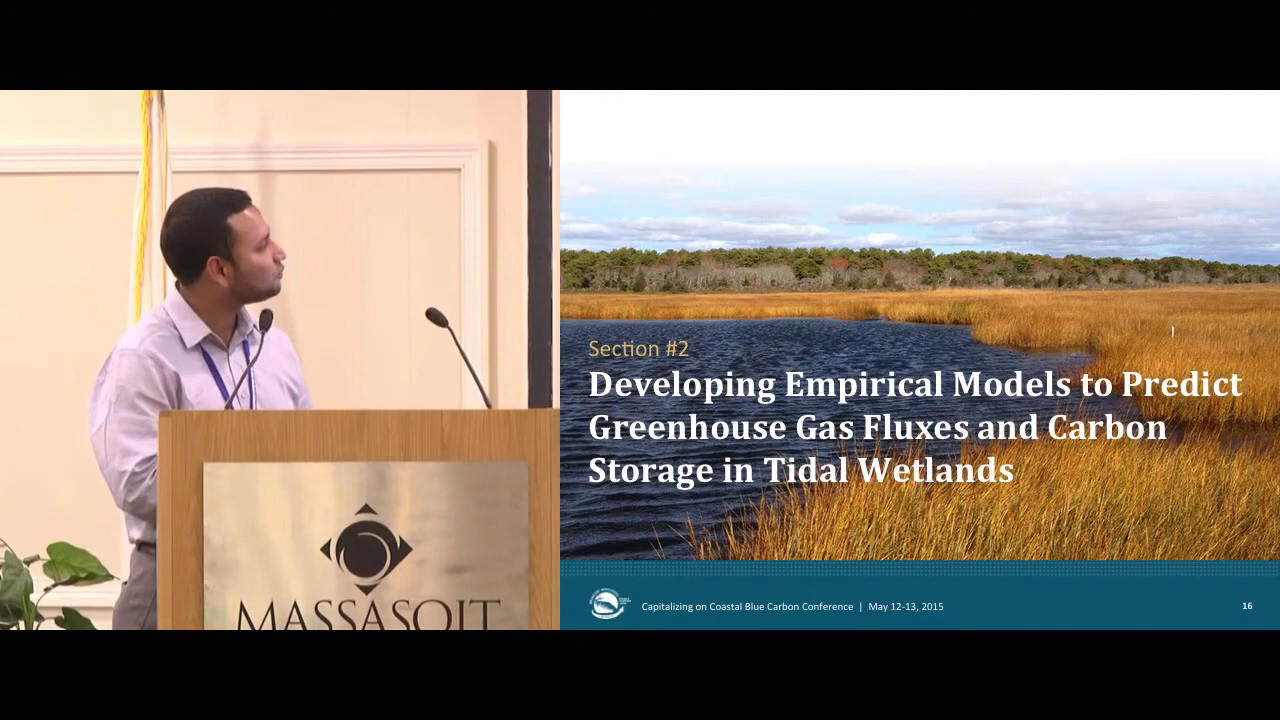 MASSASOIT
Section #2
Developing Empirical Models to Predict
Greenhouse Gas Fluxes and Carbon
Storage in Tidal Wetlands
Capitalizing on Coastal Blue Carbon Conference | May 12-13, 2015
16